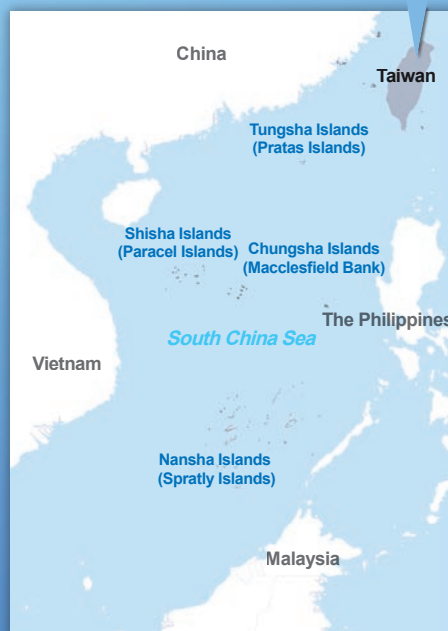 China
Taiwan
Tungsha Islands
(Pratas Islands)
Shisha Islands
(Paracel Islands)
Chungsha Islands
(Macclesfield Bank)
The Philippines
South China Sea
Vietnam
Nansha Islands
(Spratly Islands)
Malaysia